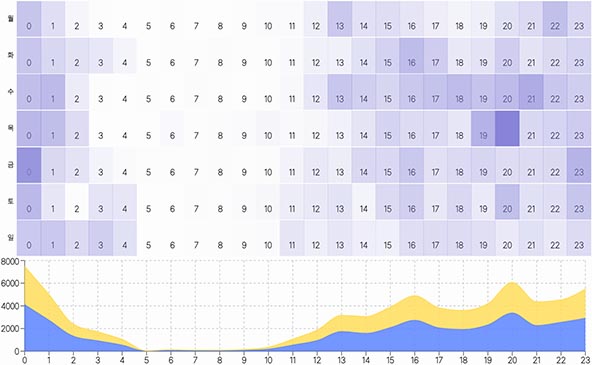 월 0 1 2 3 4 5 6 7 8 9 10 11 12 13 14 15 16 17 18 19 20 21 22 23
화 0 1 2 3 4 5 6 7 8 9 10 11 12 13 14 15 16 17 18 19 20 21 22 23
수 0 1 2 3 4 5 6 7 8 9 10 11 12 13 14 15 16 17 18 19 20 21 22 23
목 0 1 2 3 4 5 6 7 8 9 10 11 12 13 14 15 16 17 18 19 20 21 22 23
금 0 1 2 3 4 5 6 7 8 9 10 11 12 13 14 15 16 17 18 19 20 21 22 23
토 0 1 2 3 4 5 6 7 8 9 10 11 12 13 14 15 16 17 18 19 20 21 22 23
일 0 1 2 3 4 5 6 7 8 9 10 11 12 13 14 15 16 17 18 19 20 21 22 23
8000
6000
4000
2000
0
0 1 2 3 4 5 6 7 8 9 10 11 12 13 14 15 16 17 18 19 20 21 22 23